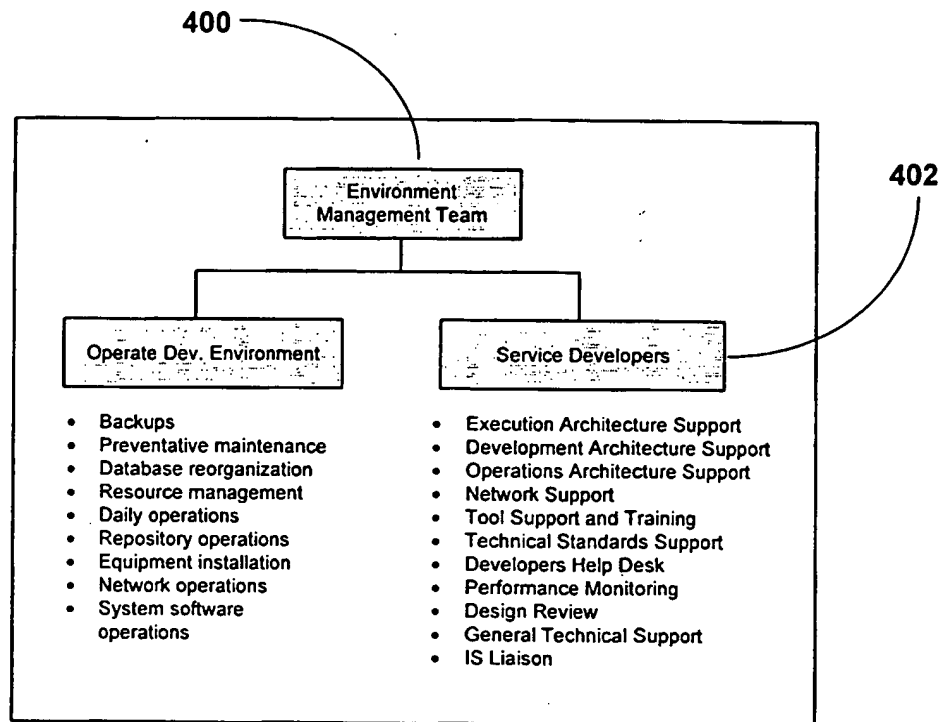 400
402
Environment
Management Team
Operate Dev. Environment
Service Developers
• Backups
• Preventative maintenance
• Database reorganization
• Resource management
• Daily operations
• Repository operations
• Equipment installation
• Network operations
• System software
operations
• Execution Architecture Support
• Development Architecture Support
• Operations Architecture Support
• Network Support
• Tool Support and Training
• Technical Standards Support
• Developers Help Desk
• Performance Monitoring
• Design Review
• General Technical Support
• IS Liaison